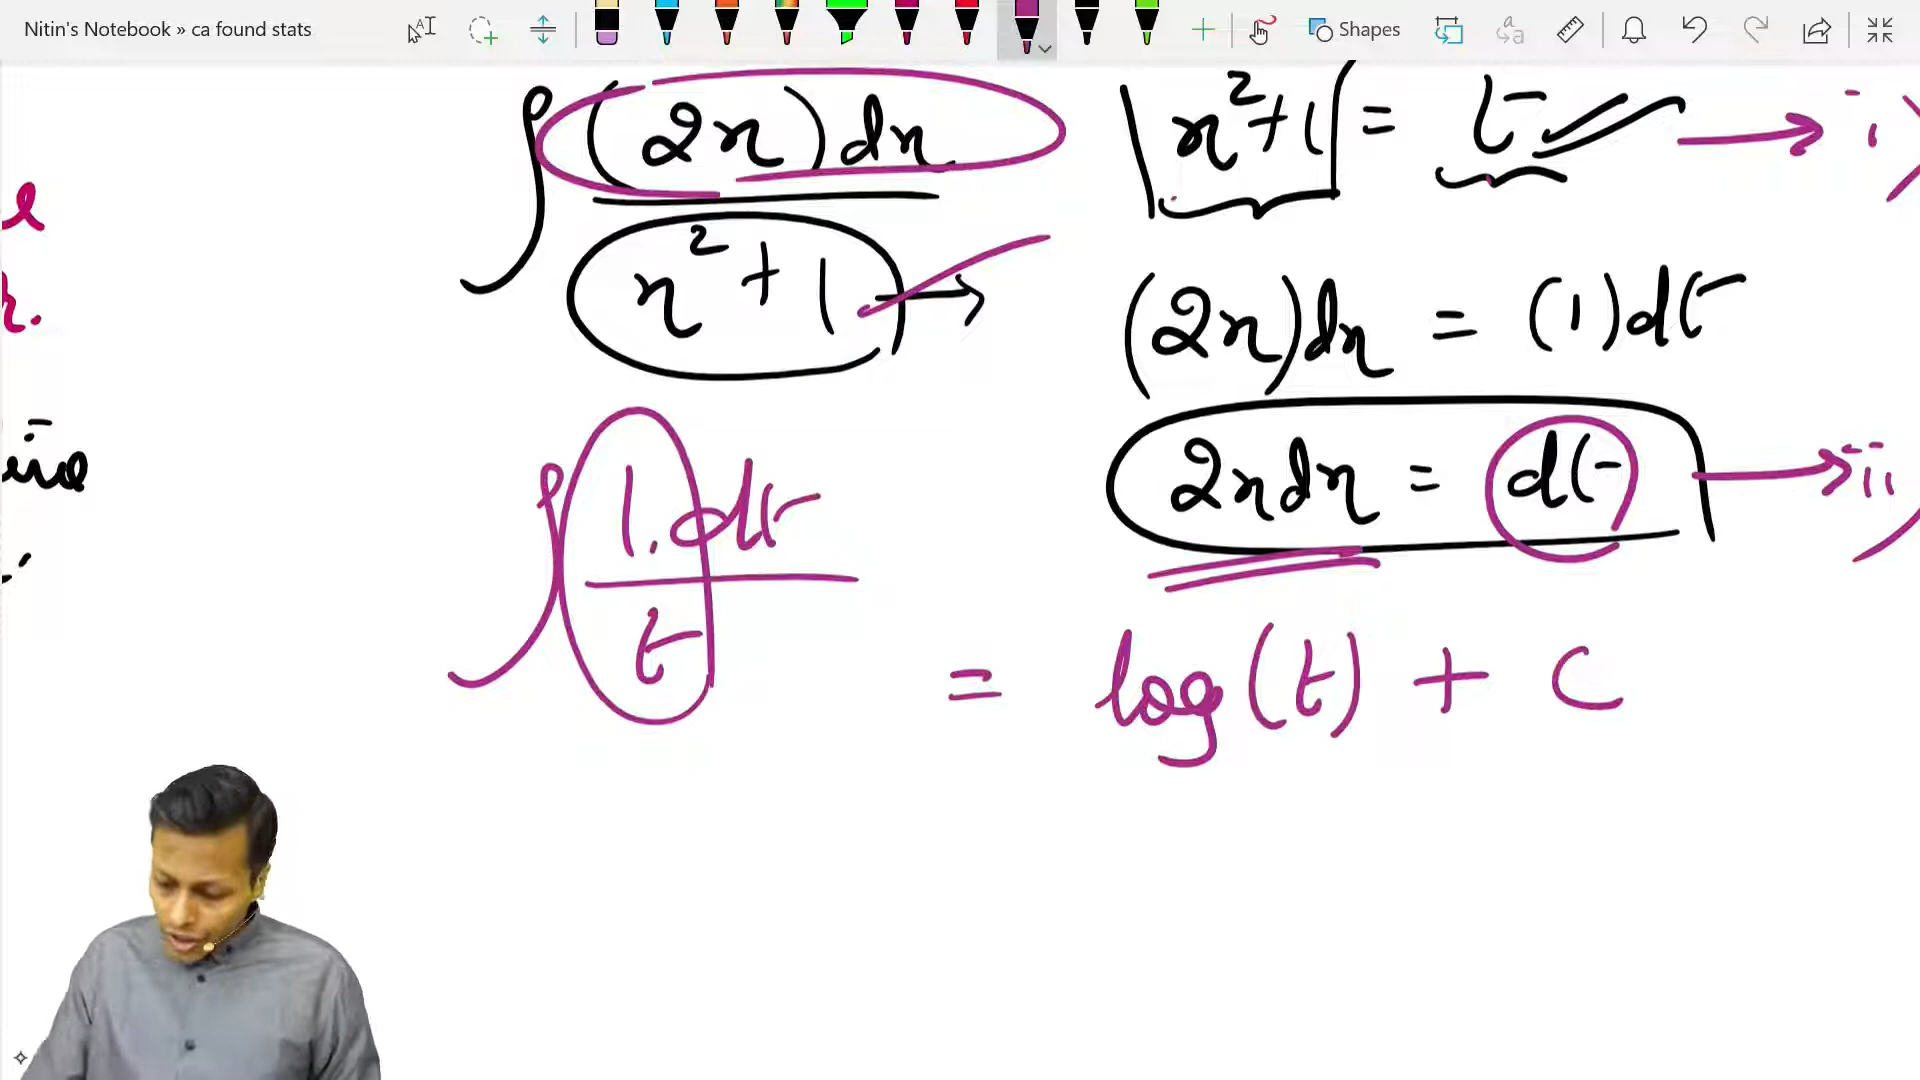 Nitin's Notebook » ca found stats
Shapes
∫ (2x)dx / x²+1 →
x²+1 = t → i)
(2x)dx = (1)dt
2xdx = dt → ii)
∫ 1.dt / t = log(t) + C